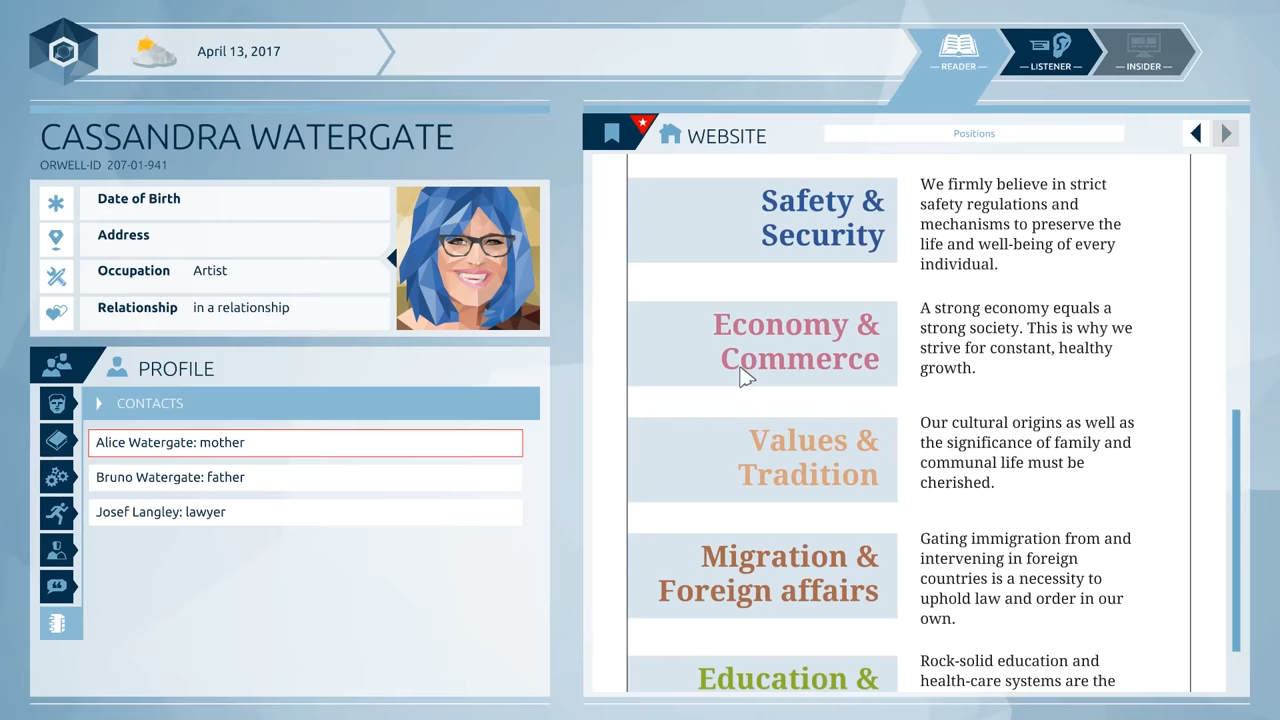 April 13, 2017
READER
LISTENER
INSIDER
CASSANDRA WATERGATE
ORWELL-ID 207-01-941
Date of Birth
Address
Occupation Artist
Relationship in a relationship
PROFILE
CONTACTS
Alice Watergate: mother
Bruno Watergate: father
Josef Langley: lawyer
WEBSITE
Positions
Safety &
Security
We firmly believe in strict
safety regulations and
mechanisms to preserve the
life and well-being of every
individual.
Economy &
Commerce
A strong economy equals a
strong society. This is why we
strive for constant, healthy
growth.
Values &
Tradition
Our cultural origins as well as
the significance of family and
communal life must be
cherished.
Migration &
Foreign affairs
Gating immigration from and
intervening in foreign
countries is a necessity to
uphold law and order in our
own.
Education &
Rock-solid education and
health-care systems are the